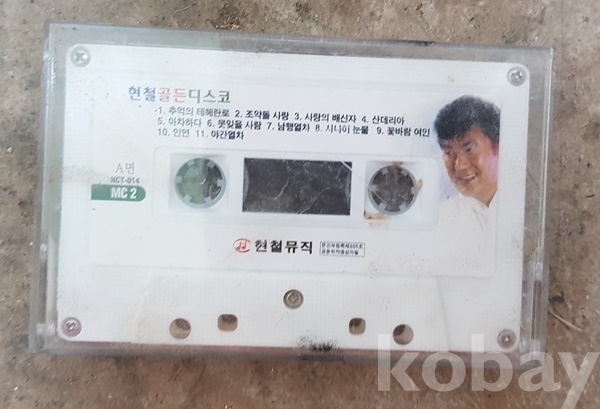 현철골든디스코
1. 추억의 테헤란로 2. 조약돌 사랑 3. 사랑의 배신자 4. 산데리아
5. 아차하다 6. 못잊을 사람 7. 남행열차 8. 사나이 눈물 9. 꽃바람 여인
10. 인연 11. 야간열차
A면
HCT-014
MC 2
현철뮤직
kobay